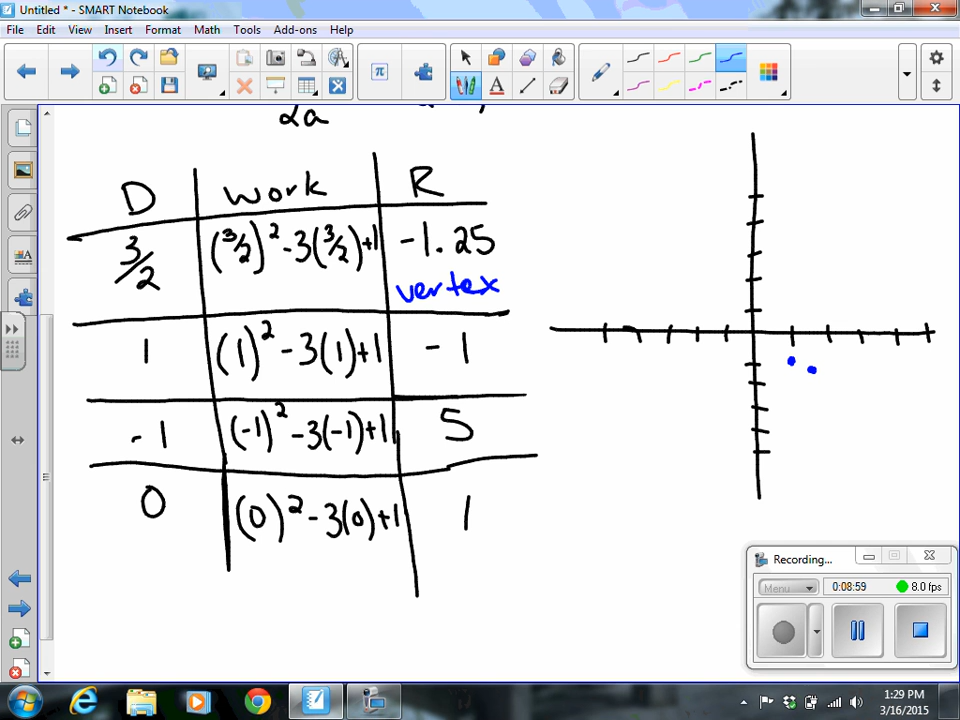 Untitled * - SMART Notebook
File Edit View Insert Format Math Tools Add-ons Help
2a
D work R
3/2 (3/2)² -3(3/2)+1 -1.25
vertex
1 (1)² -3(1)+1 -1
-1 (-1)² -3(-1)+1 5
0 (0)² -3(0)+1 1
Recording...
Menu 0:08:59 8.0 fps
1:29 PM
3/16/2015